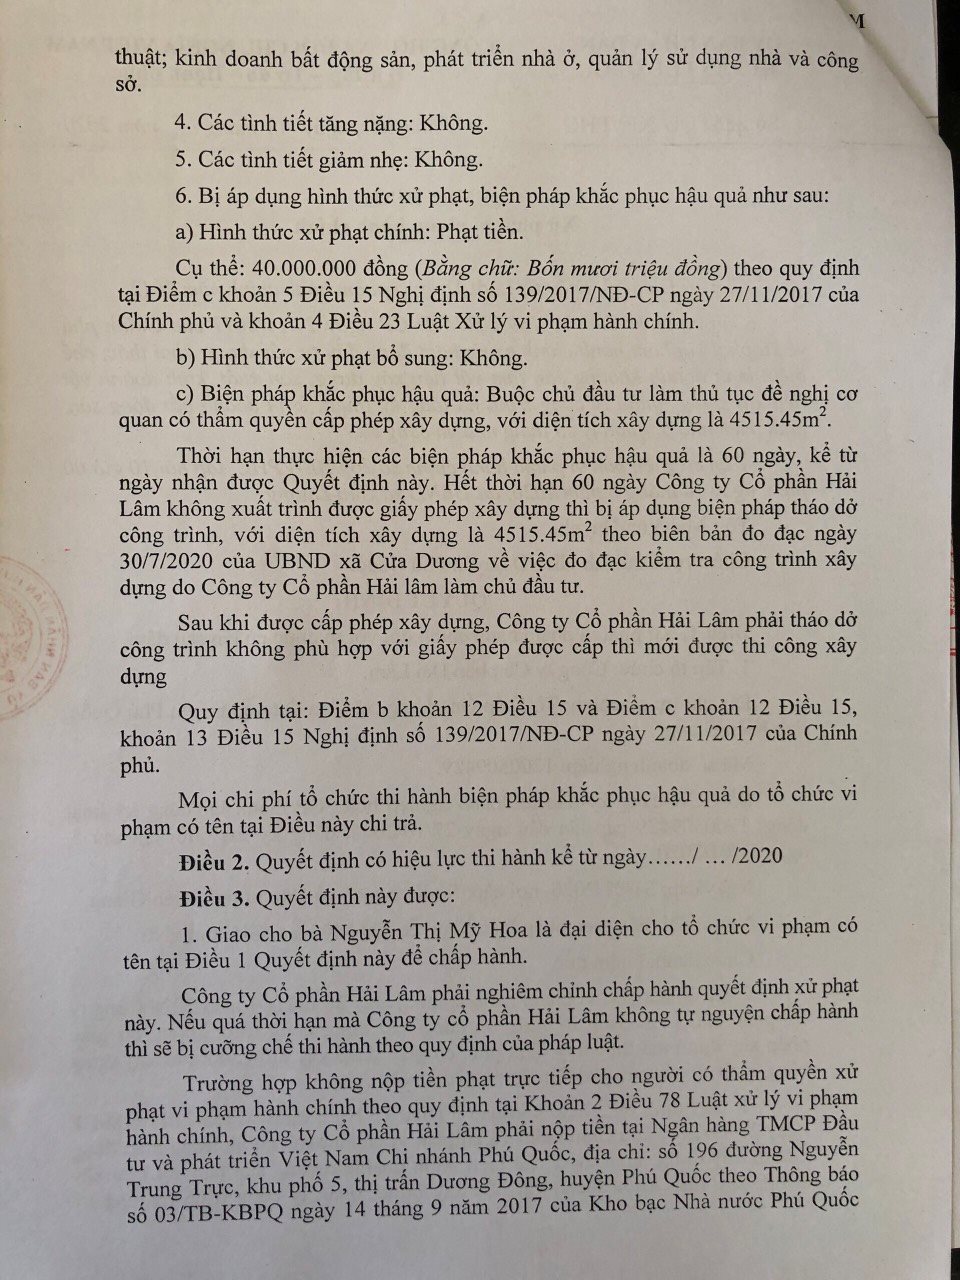 M
thuật; kinh doanh bất động sản, phát triển nhà ở, quản lý sử dụng nhà và công
sở.
4. Các tình tiết tăng nặng: Không.
5. Các tình tiết giảm nhẹ: Không.
6. Bị áp dụng hình thức xử phạt, biện pháp khắc phục hậu quả như sau:
a) Hình thức xử phạt chính: Phạt tiền.
Cụ thể: 40.000.000 đồng (Bằng chữ: Bốn mươi triệu đồng) theo quy định
tại Điểm c khoản 5 Điều 15 Nghị định số 139/2017/NĐ-CP ngày 27/11/2017 của
Chính phủ và khoản 4 Điều 23 Luật Xử lý vi phạm hành chính.
b) Hình thức xử phạt bổ sung: Không.
c) Biện pháp khắc phục hậu quả: Buộc chủ đầu tư làm thủ tục đề nghị cơ
quan có thẩm quyền cấp phép xây dựng, với diện tích xây dựng là 4515.45m².
Thời hạn thực hiện các biện pháp khắc phục hậu quả là 60 ngày, kể từ
ngày nhận được Quyết định này. Hết thời hạn 60 ngày Công ty Cổ phần Hải
Lâm không xuất trình được giấy phép xây dựng thì bị áp dụng biện pháp tháo dở
công trình, với diện tích xây dựng là 4515.45m² theo biên bản đo đạc ngày
30/7/2020 của UBND xã Cửa Dương về việc đo đạc kiểm tra công trình xây
dựng do Công ty Cổ phần Hải lâm làm chủ đầu tư.
Sau khi được cấp phép xây dựng, Công ty Cổ phần Hải Lâm phải tháo dở
công trình không phù hợp với giấy phép được cấp thì mới được thi công xây
dựng
Quy định tại: Điểm b khoản 12 Điều 15 và Điểm c khoản 12 Điều 15,
khoản 13 Điều 15 Nghị định số 139/2017/NĐ-CP ngày 27/11/2017 của Chính
phủ.
Mọi chi phí tổ chức thi hành biện pháp khắc phục hậu quả do tổ chức vi
phạm có tên tại Điều này chi trả.
Điều 2. Quyết định có hiệu lực thi hành kể từ ngày……/ … /2020
Điều 3. Quyết định này được:
1. Giao cho bà Nguyễn Thị Mỹ Hoa là đại diện cho tổ chức vi phạm có
tên tại Điều 1 Quyết định này để chấp hành.
Công ty Cổ phần Hải Lâm phải nghiêm chỉnh chấp hành quyết định xử phạt
này. Nếu quá thời hạn mà Công ty cổ phần Hải Lâm không tự nguyện chấp hành
thì sẽ bị cưỡng chế thi hành theo quy định của pháp luật.
Trường hợp không nộp tiền phạt trực tiếp cho người có thẩm quyền xử
phạt vi phạm hành chính theo quy định tại Khoản 2 Điều 78 Luật xử lý vi phạm
hành chính, Công ty Cổ phần Hải Lâm phải nộp tiền tại Ngân hàng TMCP Đầu
tư và phát triển Việt Nam Chi nhánh Phú Quốc, địa chỉ: số 196 đường Nguyễn
Trung Trực, khu phố 5, thị trấn Dương Đông, huyện Phú Quốc theo Thông báo
số 03/TB-KBPQ ngày 14 tháng 9 năm 2017 của Kho bạc Nhà nước Phú Quốc